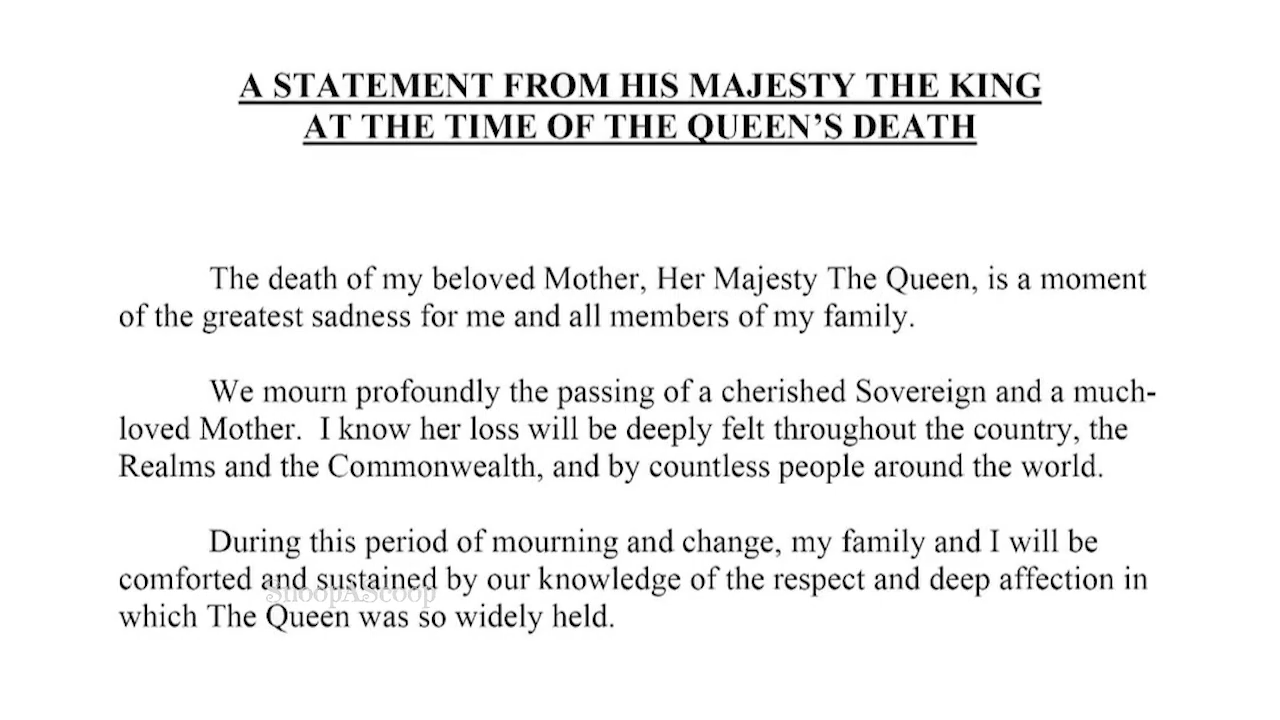 A STATEMENT FROM HIS MAJESTY THE KING
AT THE TIME OF THE QUEEN’S DEATH
The death of my beloved Mother, Her Majesty The Queen, is a moment
of the greatest sadness for me and all members of my family.
We mourn profoundly the passing of a cherished Sovereign and a much-
loved Mother.  I know her loss will be deeply felt throughout the country, the
Realms and the Commonwealth, and by countless people around the world.
During this period of mourning and change, my family and I will be
comforted and sustained by our knowledge of the respect and deep affection in
ShoopAScoop
which The Queen was so widely held.